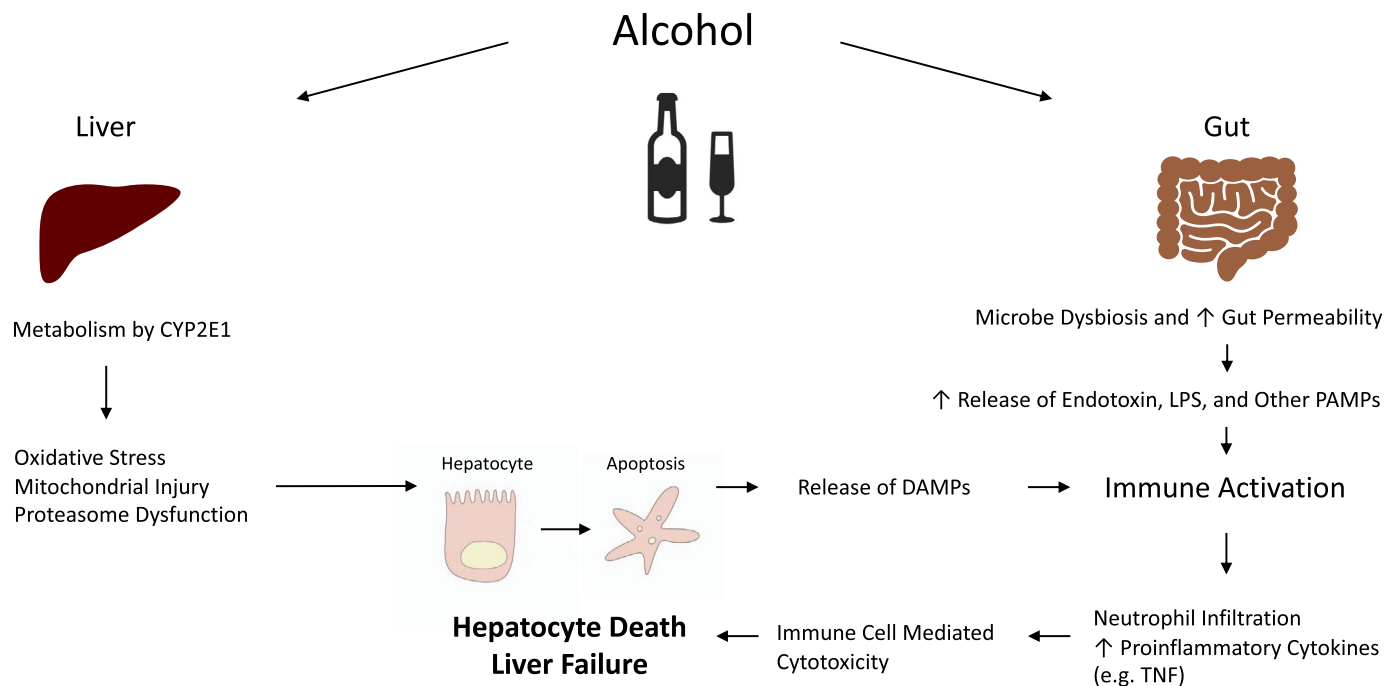 Alcohol
Liver
Gut
Metabolism by CYP2E1
Microbe Dysbiosis and ↑ Gut Permeability
↑ Release of Endotoxin, LPS, and Other PAMPs
Oxidative Stress
Mitochondrial Injury
Proteasome Dysfunction
Hepatocyte
Apoptosis
Release of DAMPs
Immune Activation
Neutrophil Infiltration
↑ Proinflammatory Cytokines
(e.g. TNF)
Immune Cell Mediated
Cytotoxicity
Hepatocyte Death
Liver Failure